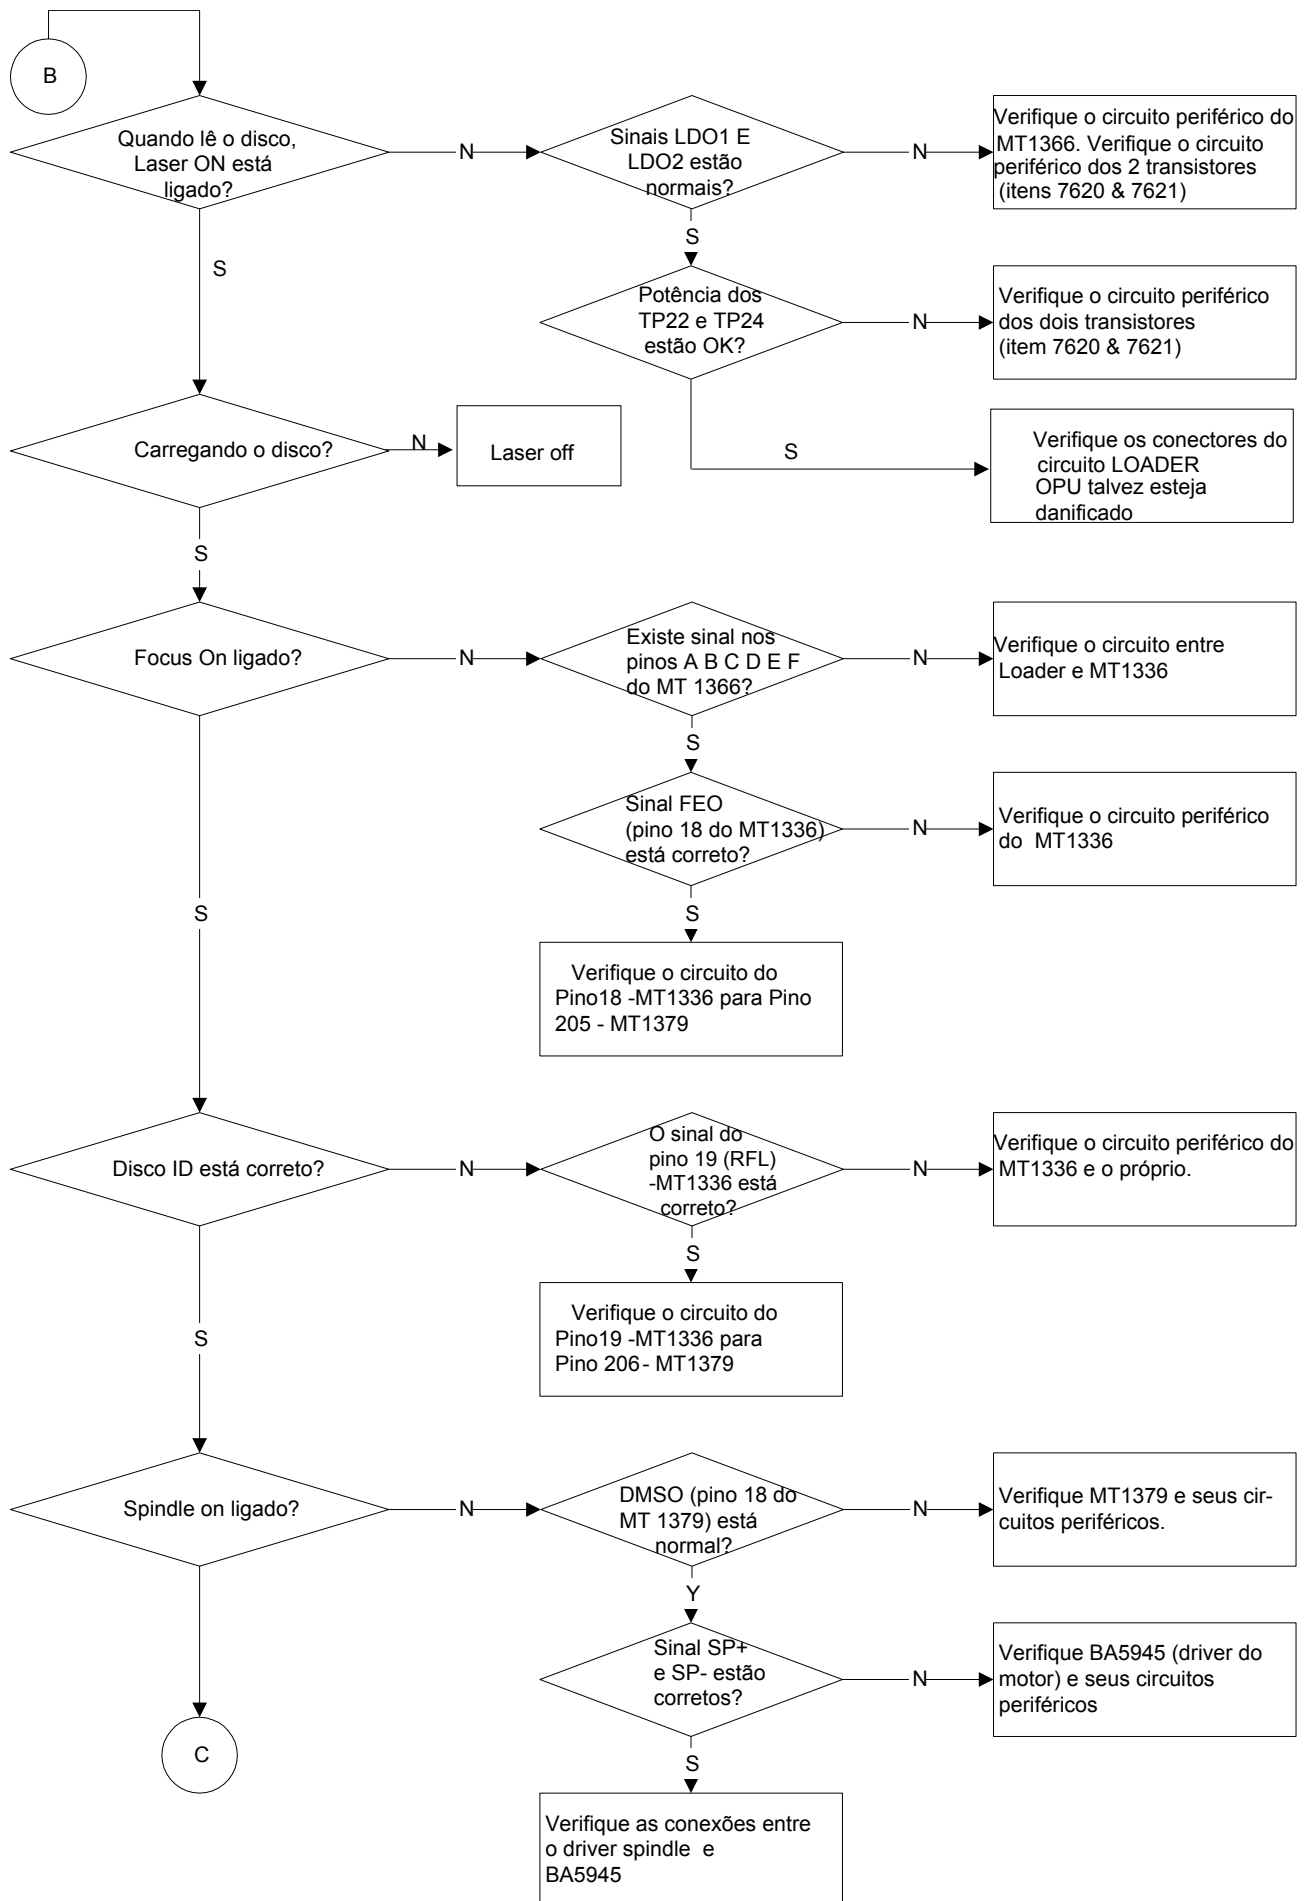 B
Quando lê o disco,
Laser ON está
ligado?
N
Sinais LDO1 E
LDO2 estão
normais?
N
Verifique o circuito periférico do
MT1366. Verifique o circuito
periférico dos 2 transistores
(itens 7620 & 7621)
S
S
Potência dos
TP22 e TP24
estão OK?
N
Verifique o circuito periférico
dos dois transistores
(item 7620 & 7621)
Carregando o disco?
N
Laser off
S
Verifique os conectores do
circuito LOADER
OPU talvez esteja
danificado
S
Focus On ligado?
N
Existe sinal nos
pinos A B C D E F
do MT 1366?
N
Verifique o circuito entre
Loader e MT1336
S
Sinal FEO
(pino 18 do MT1336)
está correto?
N
Verifique o circuito periférico
do MT1336
S
S
Verifique o circuito do
Pino18 -MT1336 para Pino
205 - MT1379
Disco ID está correto?
N
O sinal do
pino 19 (RFL)
-MT1336 está
correto?
N
Verifique o circuito periférico do
MT1336 e o próprio.
S
S
Verifique o circuito do
Pino19 -MT1336 para
Pino 206 - MT1379
Spindle on ligado?
N
DMSO (pino 18 do
MT 1379) está
normal?
N
Verifique MT1379 e seus cir-
cuitos periféricos.
Y
Sinal SP+
e SP- estão
corretos?
N
Verifique BA5945 (driver do
motor) e seus circuitos
periféricos
C
S
Verifique as conexões entre
o driver spindle e
BA5945